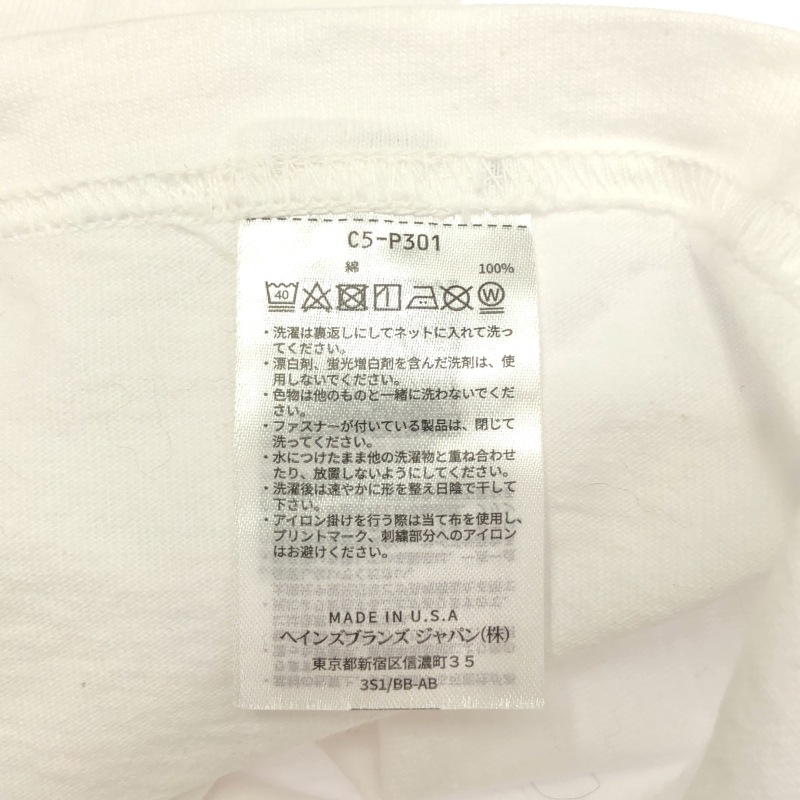 C5-P301
綿 100%
40 W
・洗濯は裏返しにしてネットに入れて洗っ
てください。
・漂白剤、蛍光増白剤を含んだ洗剤は、使
用しないでください。
・色物は他のものと一緒に洗わないでくだ
さい。
・ファスナーが付いている製品は、閉じて
洗ってください。
・水につけたまま他の洗濯物と重ね合わせ
たり、放置しないようにしてください。
・洗濯後は速やかに形を整え日陰で干して
下さい。
・アイロン掛けを行う際は当て布を使用し、
プリントマーク、刺繍部分へのアイロン
はお避けください。
MADE IN U.S.A
ヘインズブランズ ジャパン(株)
東京都新宿区信濃町３５
3S1/BB-AB